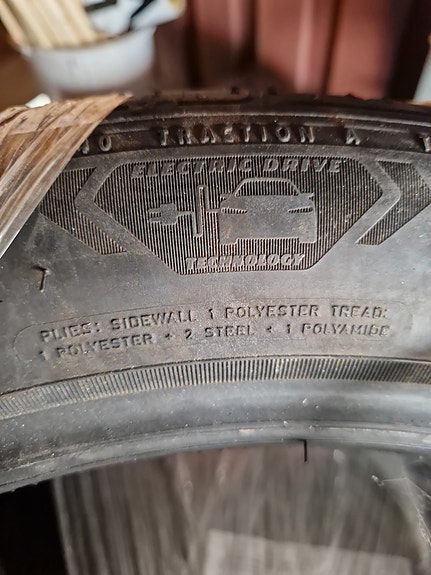 TRACTION A
ELECTRIC DRIVE
TECHNOLOGY
PLIES: SIDEWALL 1 POLYESTER TREAD:
1 POLYESTER + 2 STEEL + 1 POLYAMIDE